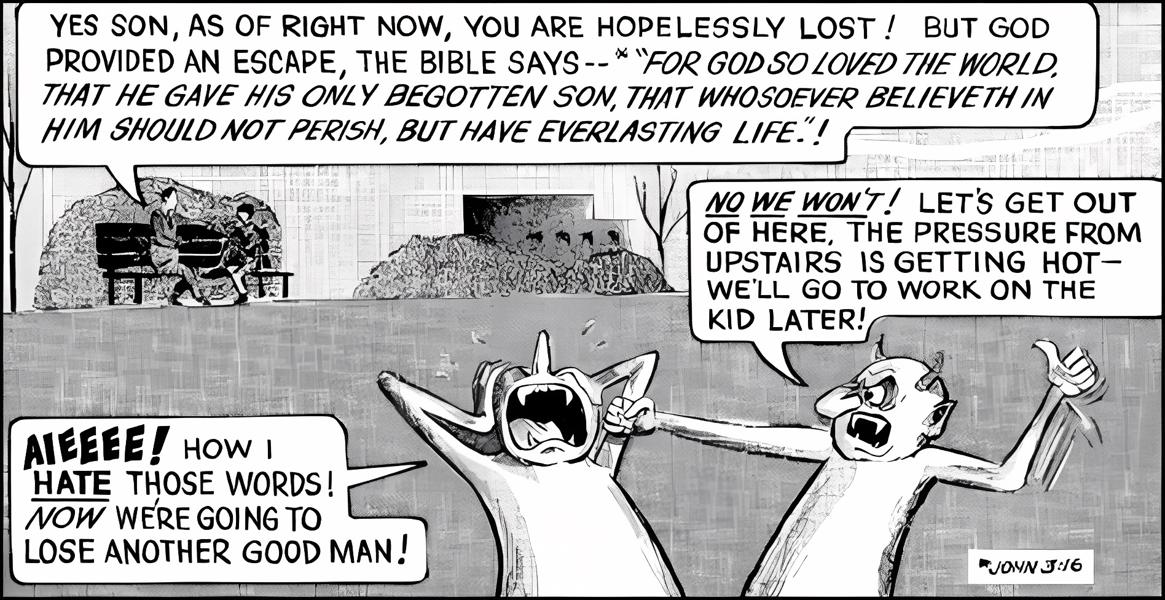 YES SON, AS OF RIGHT NOW, YOU ARE HOPELESSLY LOST! BUT GOD
PROVIDED AN ESCAPE, THE BIBLE SAYS--* "FOR GOD SO LOVED THE WORLD,
THAT HE GAVE HIS ONLY BEGOTTEN SON, THAT WHOSOEVER BELIEVETH IN
HIM SHOULD NOT PERISH, BUT HAVE EVERLASTING LIFE."!
NO WE WON'T! LET'S GET OUT
OF HERE, THE PRESSURE FROM
UPSTAIRS IS GETTING HOT—
WE'LL GO TO WORK ON THE
KID LATER!
AIEEEE! HOW I
HATE THOSE WORDS!
NOW WE'RE GOING TO
LOSE ANOTHER GOOD MAN!
*JOHN 3:16